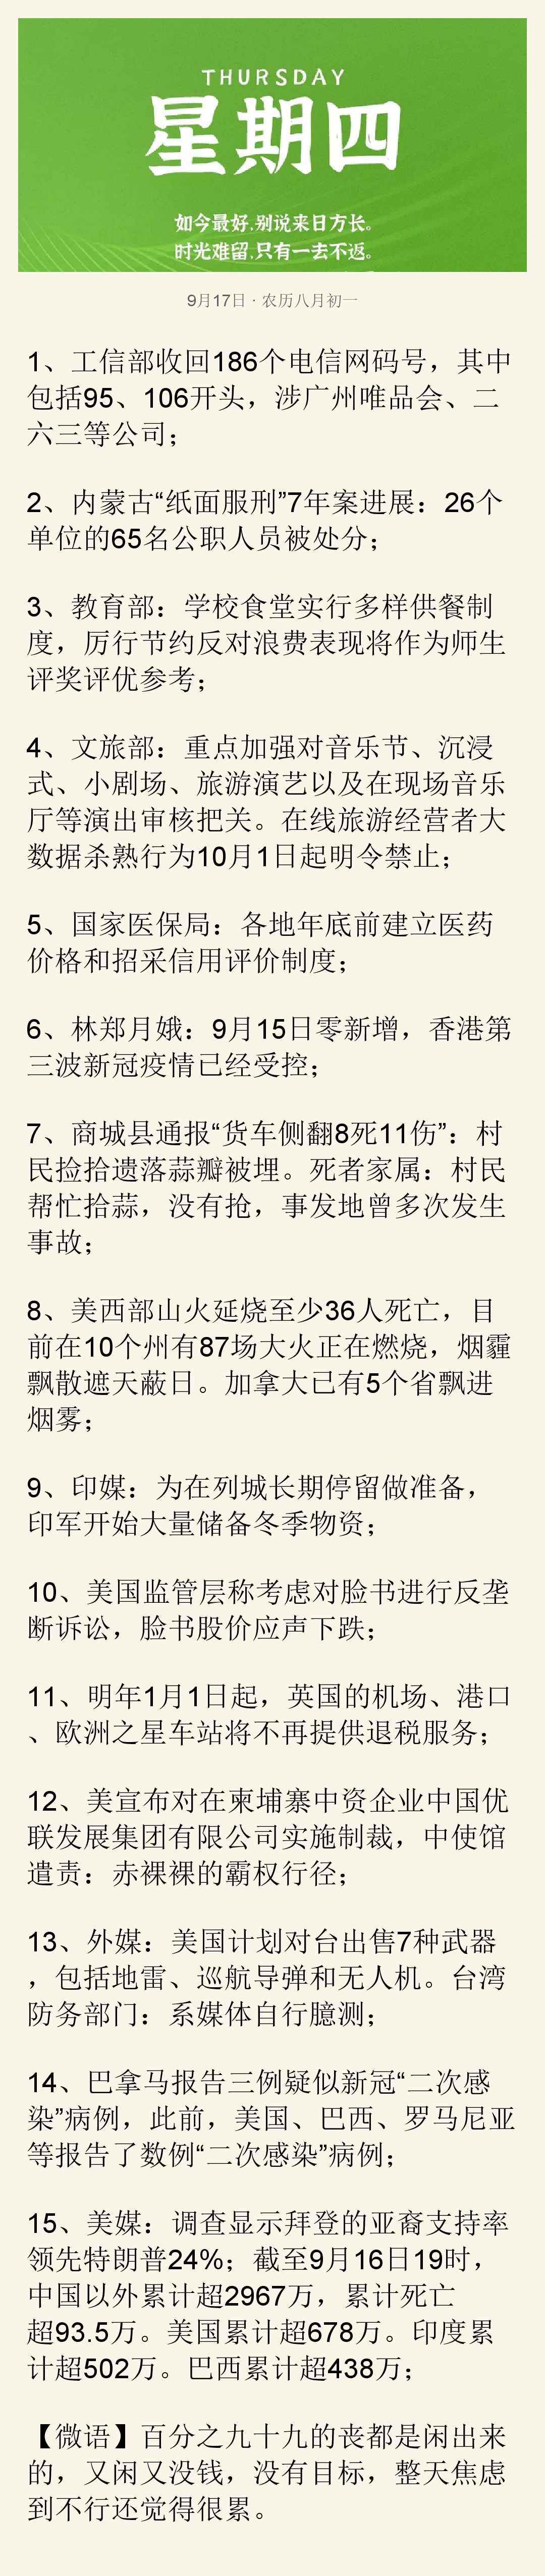 THURSDAY
星期四
如今最好,别说来日方长。
时光难留,只有一去不返。
9月17日 · 农历八月初一
1、工信部收回186个电信网码号，其中
包括95、106开头，涉广州唯品会、二
六三等公司；
2、内蒙古“纸面服刑”7年案进展：26个
单位的65名公职人员被处分；
3、教育部：学校食堂实行多样供餐制
度，厉行节约反对浪费表现将作为师生
评奖评优参考；
4、文旅部：重点加强对音乐节、沉浸
式、小剧场、旅游演艺以及在现场音乐
厅等演出审核把关。在线旅游经营者大
数据杀熟行为10月1日起明令禁止；
5、国家医保局：各地年底前建立医药
价格和招采信用评价制度；
6、林郑月娥：9月15日零新增，香港第
三波新冠疫情已经受控；
7、商城县通报“货车侧翻8死11伤”：村
民捡拾遗落蒜瓣被埋。死者家属：村民
帮忙拾蒜，没有抢，事发地曾多次发生
事故；
8、美西部山火延烧至少36人死亡，目
前在10个州有87场大火正在燃烧，烟霾
飘散遮天蔽日。加拿大已有5个省飘进
烟雾；
9、印媒：为在列城长期停留做准备，
印军开始大量储备冬季物资；
10、美国监管层称考虑对脸书进行反垄
断诉讼，脸书股价应声下跌；
11、明年1月1日起，英国的机场、港口
、欧洲之星车站将不再提供退税服务；
12、美宣布对在柬埔寨中资企业中国优
联发展集团有限公司实施制裁，中使馆
谴责：赤裸裸的霸权行径；
13、外媒：美国计划对台出售7种武器
，包括地雷、巡航导弹和无人机。台湾
防务部门：系媒体自行臆测；
14、巴拿马报告三例疑似新冠“二次感
染”病例，此前，美国、巴西、罗马尼亚
等报告了数例“二次感染”病例；
15、美媒：调查显示拜登的亚裔支持率
领先特朗普24%；截至9月16日19时，
中国以外累计超2967万，累计死亡
超93.5万。美国累计超678万。印度累
计超502万。巴西累计超438万；
【微语】百分之九十九的丧都是闲出来
的，又闲又没钱，没有目标，整天焦虑
到不行还觉得很累。